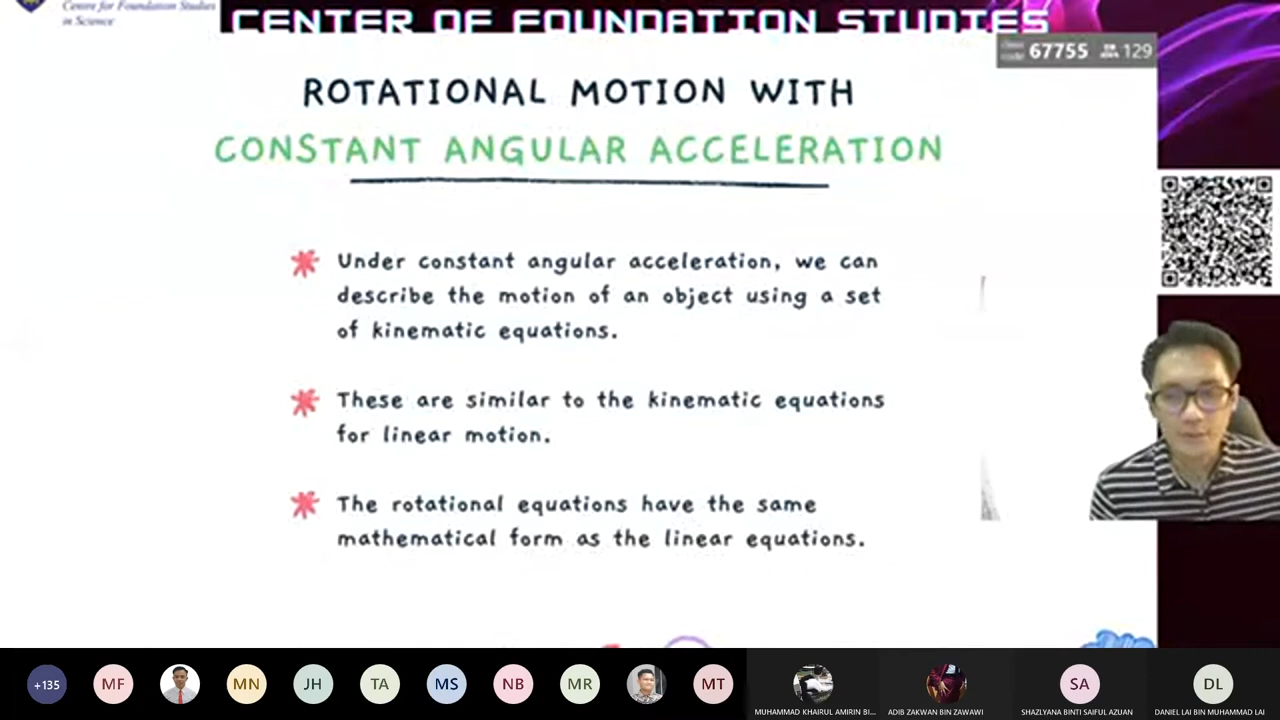 Centre for Foundation Studies
in Science
CENTER OF FOUNDATION STUDIES
class
code 67755 129
ROTATIONAL MOTION WITH
CONSTANT ANGULAR ACCELERATION
Under constant angular acceleration, we can
describe the motion of an object using a set
of kinematic equations.
These are similar to the kinematic equations
for linear motion.
The rotational equations have the same
mathematical form as the linear equations.
+135
MF
MN
JH
TA
MS
NB
MR
MT
SA
DL
MUHAMMAD KHAIRUL AMIRIN BI...
ADIB ZAKWAN BIN ZAWAWI
SHAZLYANA BINTI SAIFUL AZUAN
DANIEL LAI BIN MUHAMMAD LAI